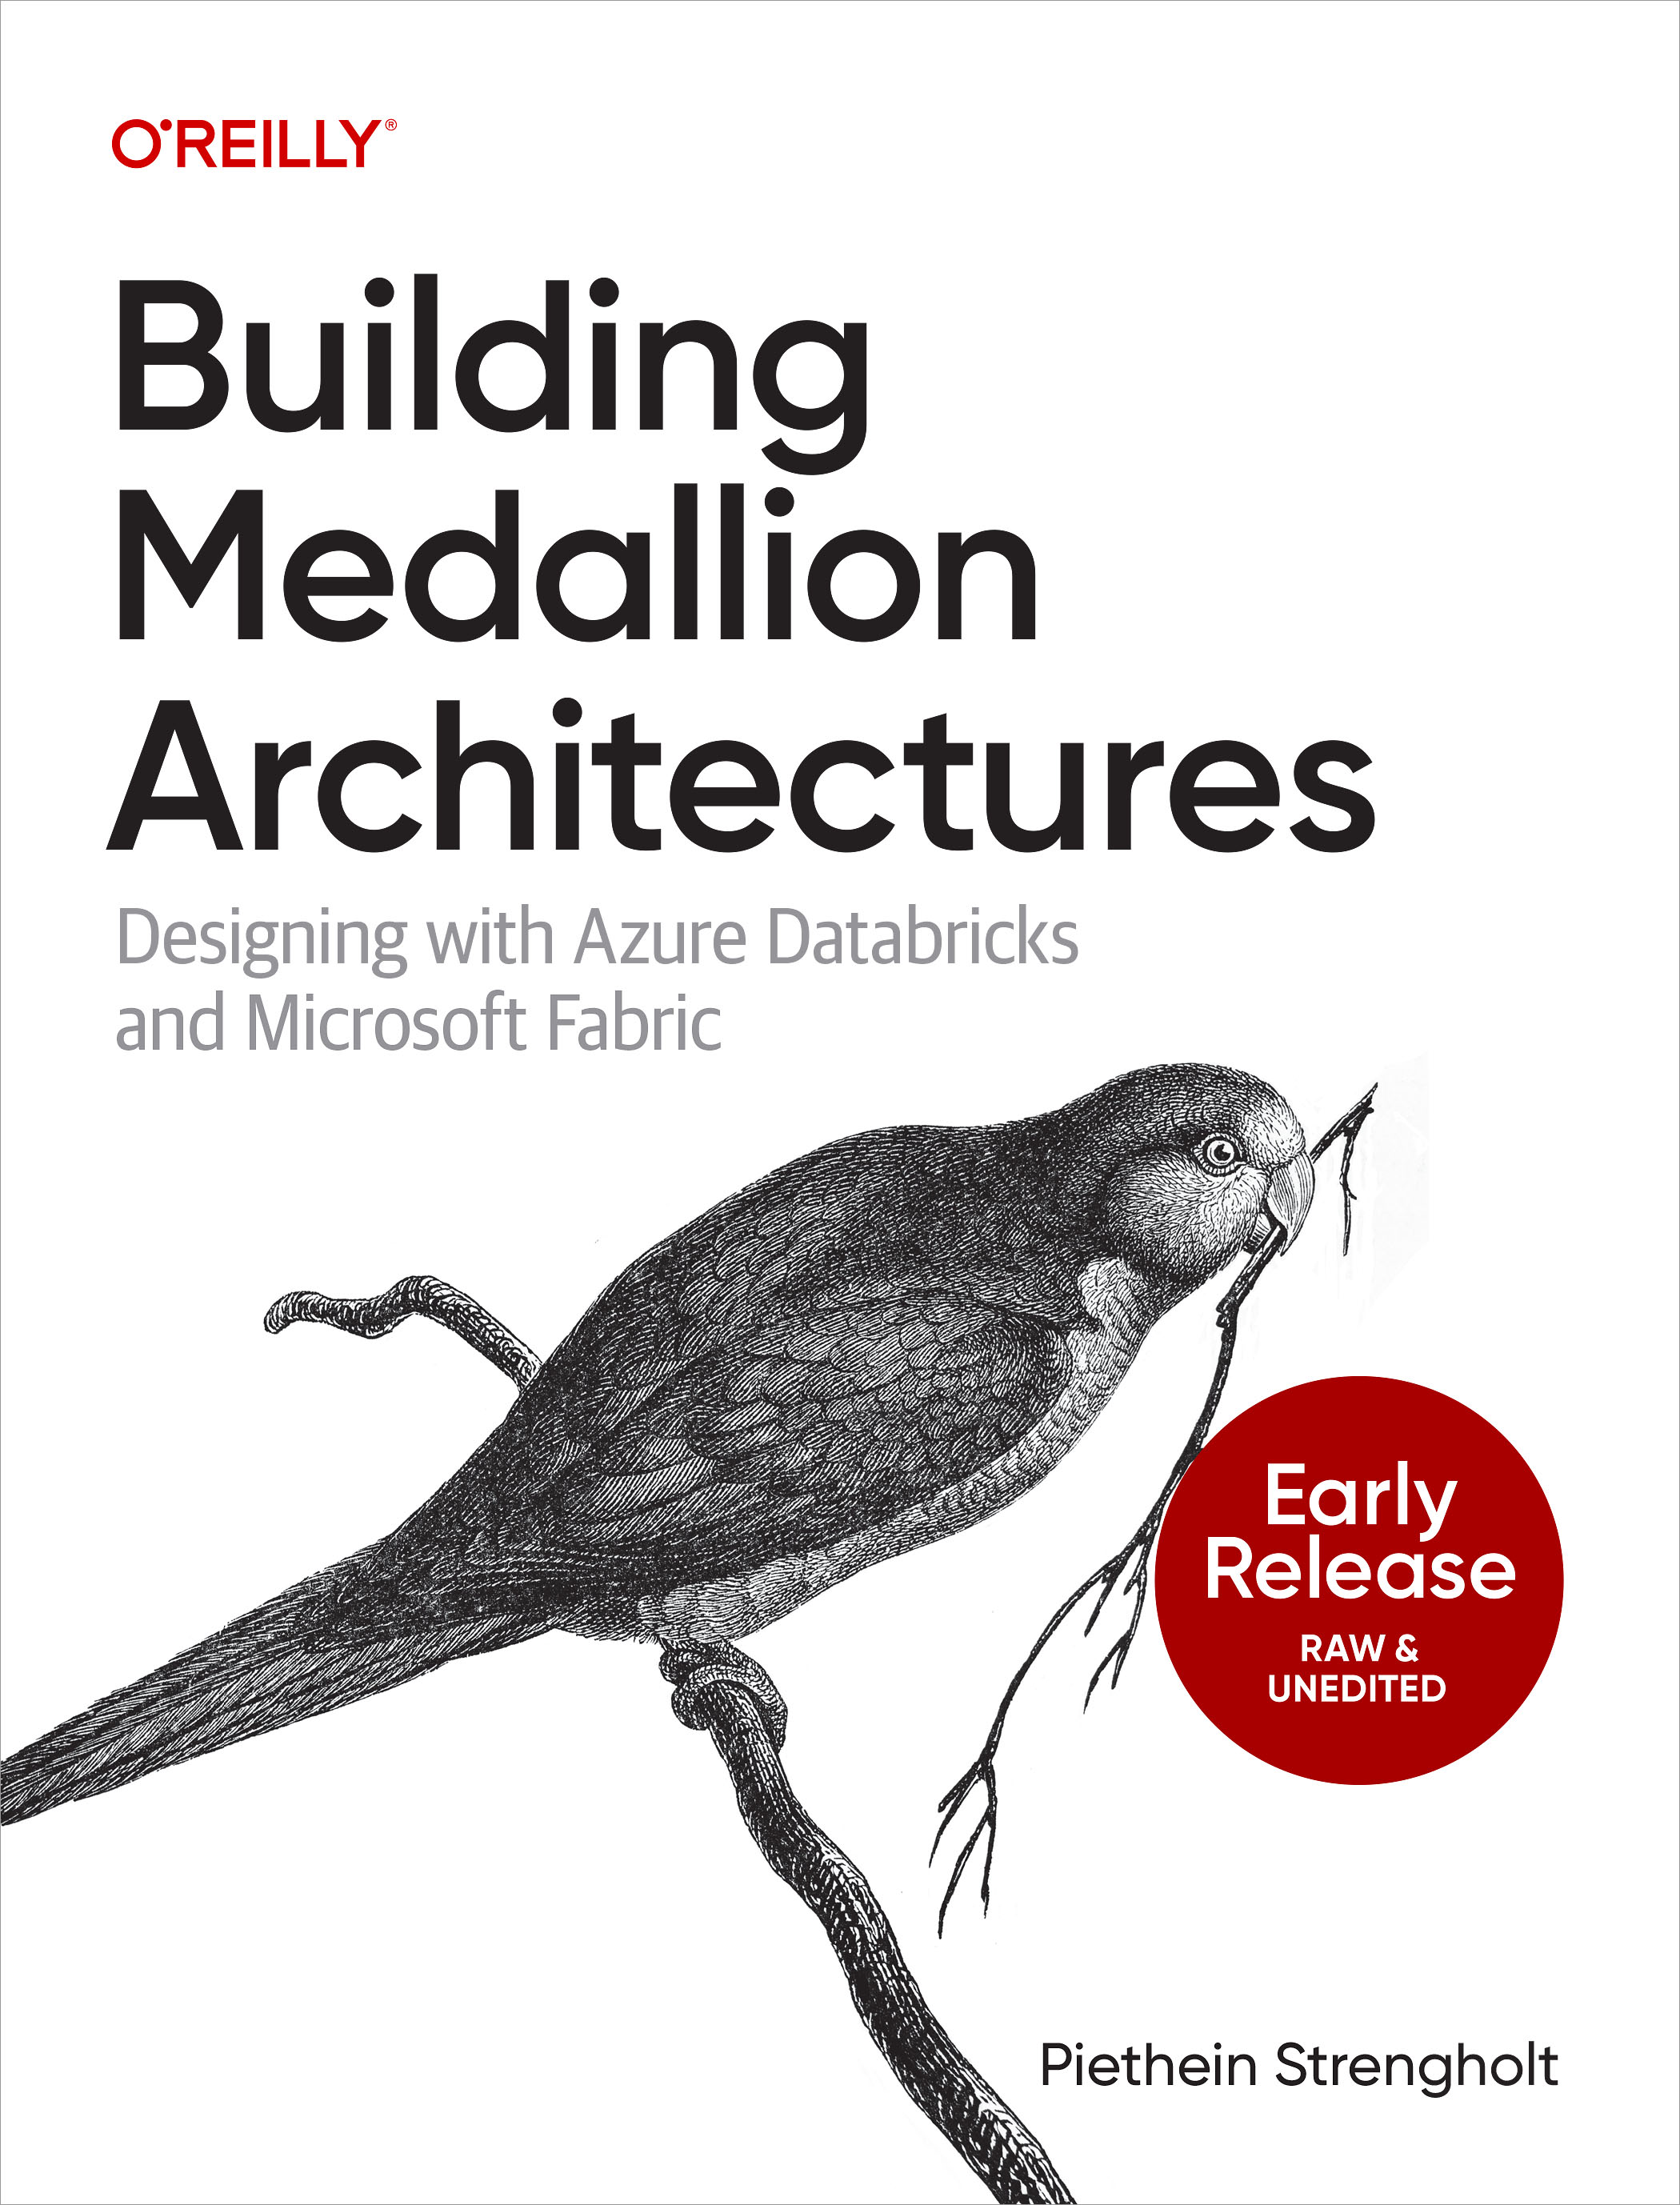 O'REILLY®
Building
Medallion
Architectures
Designing with Azure Databricks
and Microsoft Fabric
Early
Release
RAW &
UNEDITED
Piethein Strengholt